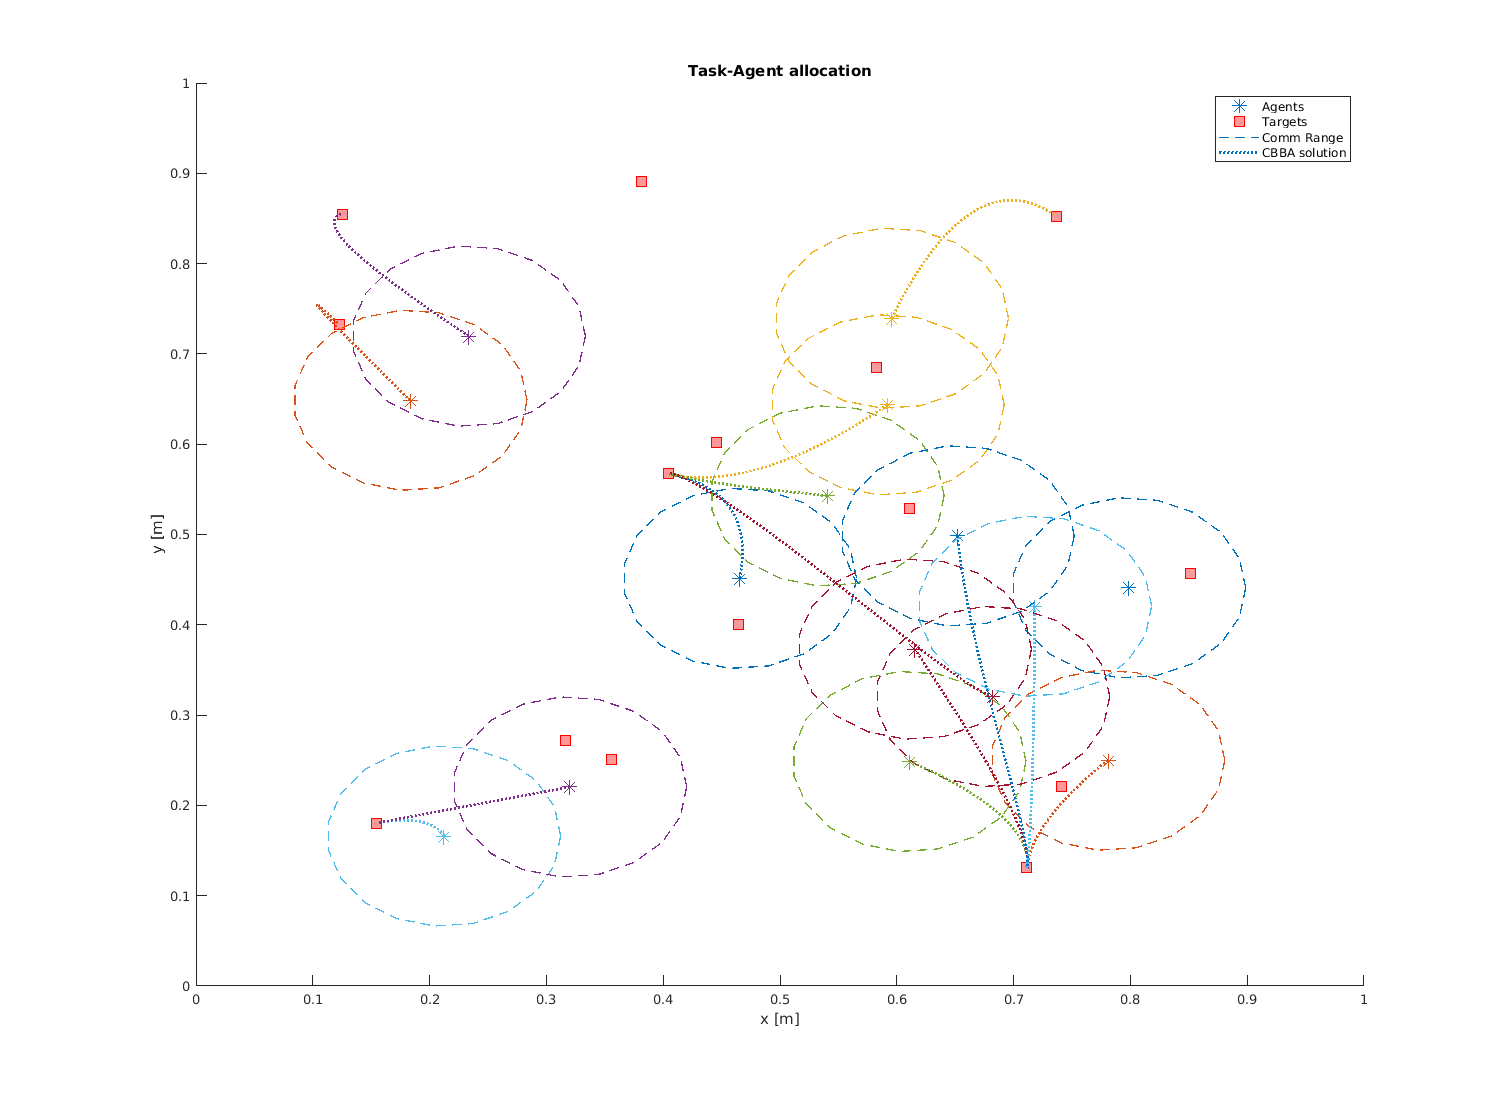 Task-Agent allocation
Agents
Targets
Comm Range
CBBA solution
1
0.9
0.8
0.7
0.6
0.5
0.4
0.3
0.2
0.1
0
y [m]
0 0.1 0.2 0.3 0.4 0.5 0.6 0.7 0.8 0.9 1
x [m]